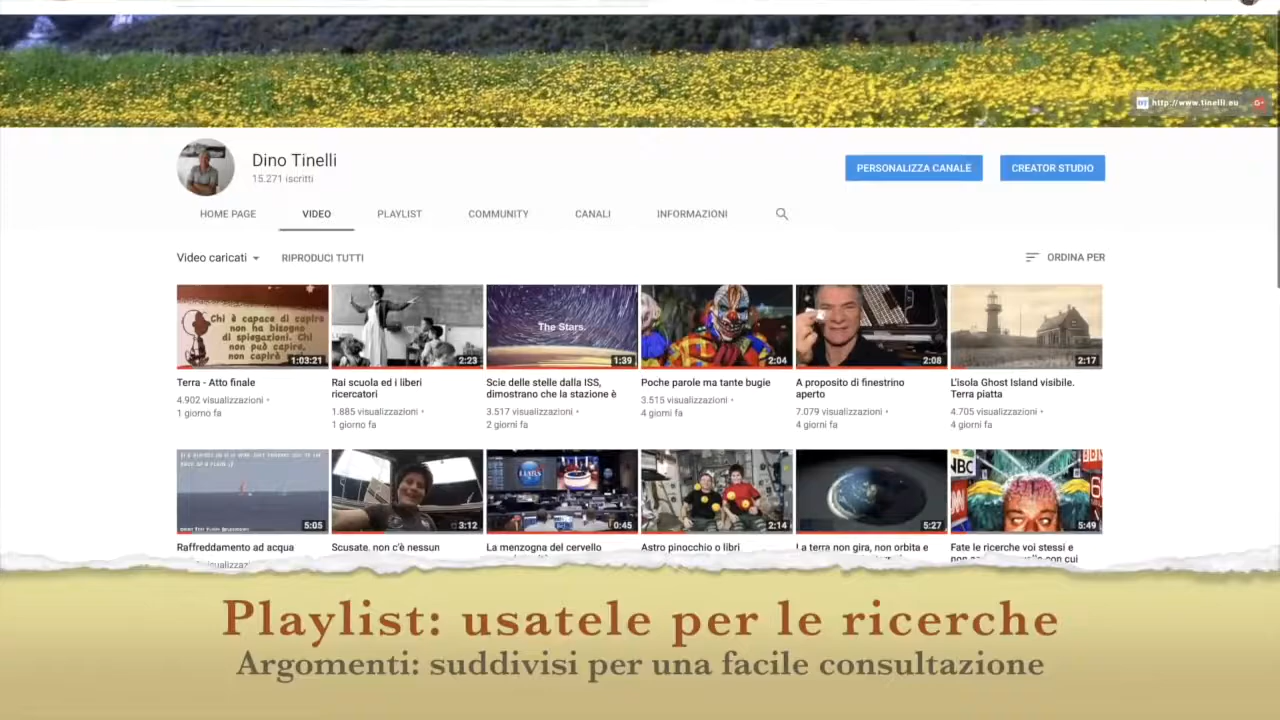 http://www.tinelli.eu
Dino Tinelli
15.271 iscritti
PERSONALIZZA CANALE
CREATOR STUDIO
HOME PAGE
VIDEO
PLAYLIST
COMMUNITY
CANALI
INFORMAZIONI
Video caricati
RIPRODUCI TUTTI
ORDINA PER
Chi è capace di capire
non ha bisogno
di spiegazioni. Chi
non può capire,
non capirà
1:03:21
2:23
The Stars.
1:39
2:04
2:08
2:17
Terra - Atto finale
4.902 visualizzazioni •
1 giorno fa
Rai scuola ed i liberi
ricercatori
1.885 visualizzazioni •
1 giorno fa
Scie delle stelle dalla ISS,
dimostrano che la stazione è
3.517 visualizzazioni •
2 giorni fa
Poche parole ma tante bugie
3.515 visualizzazioni •
4 giorni fa
A proposito di finestrino
aperto
7.079 visualizzazioni •
4 giorni fa
L'isola Ghost Island visibile.
Terra piatta
4.705 visualizzazioni •
4 giorni fa
5:05
3:12
0:45
2:14
5:27
NBC
CNN
5:49
Raffreddamento ad acqua
Scusate, non c'è nessun
La menzogna del cervello
Astro pinocchio o libri
La terra non gira, non orbita e
Fate le ricerche voi stessi e
Playlist: usatele per le ricerche
Argomenti: suddivisi per una facile consultazione